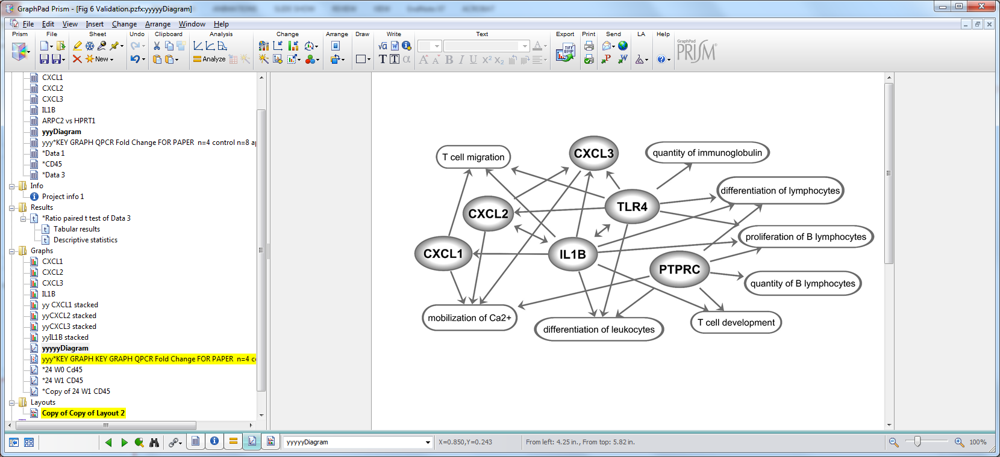 GraphPad Prism - [Fig 6 Validation.pzfx:yyyyyDiagram]
File Edit View Insert Change Arrange Window Help
Prism File Sheet Undo Clipboard Analysis Change Arrange Draw Write Text Export Print Send LA Help
Analyze
New
GraphPad
PRISM
CXCL1
CXCL2
CXCL3
IL1B
ARPC2 vs HPRT1
yyyDiagram
yyy*KEY GRAPH QPCR Fold Change FOR PAPER n=4 control n=8 ap
*Data 1
*CD45
*Data 3
Info
Project info 1
Results
*Ratio paired t test of Data 3
Tabular results
Descriptive statistics
Graphs
CXCL1
CXCL2
CXCL3
IL1B
yy CXCL1 stacked
yyCXCL2 stacked
yyCXCL3 stacked
yyIL1B stacked
yyyyyDiagram
yyy*KEY GRAPH KEY GRAPH QPCR Fold Change FOR PAPER n=4 co
*24 W0 Cd45
*24 W1 CD45
*Copy of 24 W1 CD45
Layouts
Copy of Copy of Layout 2
T cell migration
CXCL3
quantity of immunoglobulin
differentiation of lymphocytes
CXCL2
TLR4
proliferation of B lymphocytes
CXCL1
IL1B
PTPRC
quantity of B lymphocytes
mobilization of Ca2+
differentiation of leukocytes
T cell development
yyyyyDiagram
X=0.850,Y=0.243
From left: 4.25 in., From top: 5.82 in.
100%